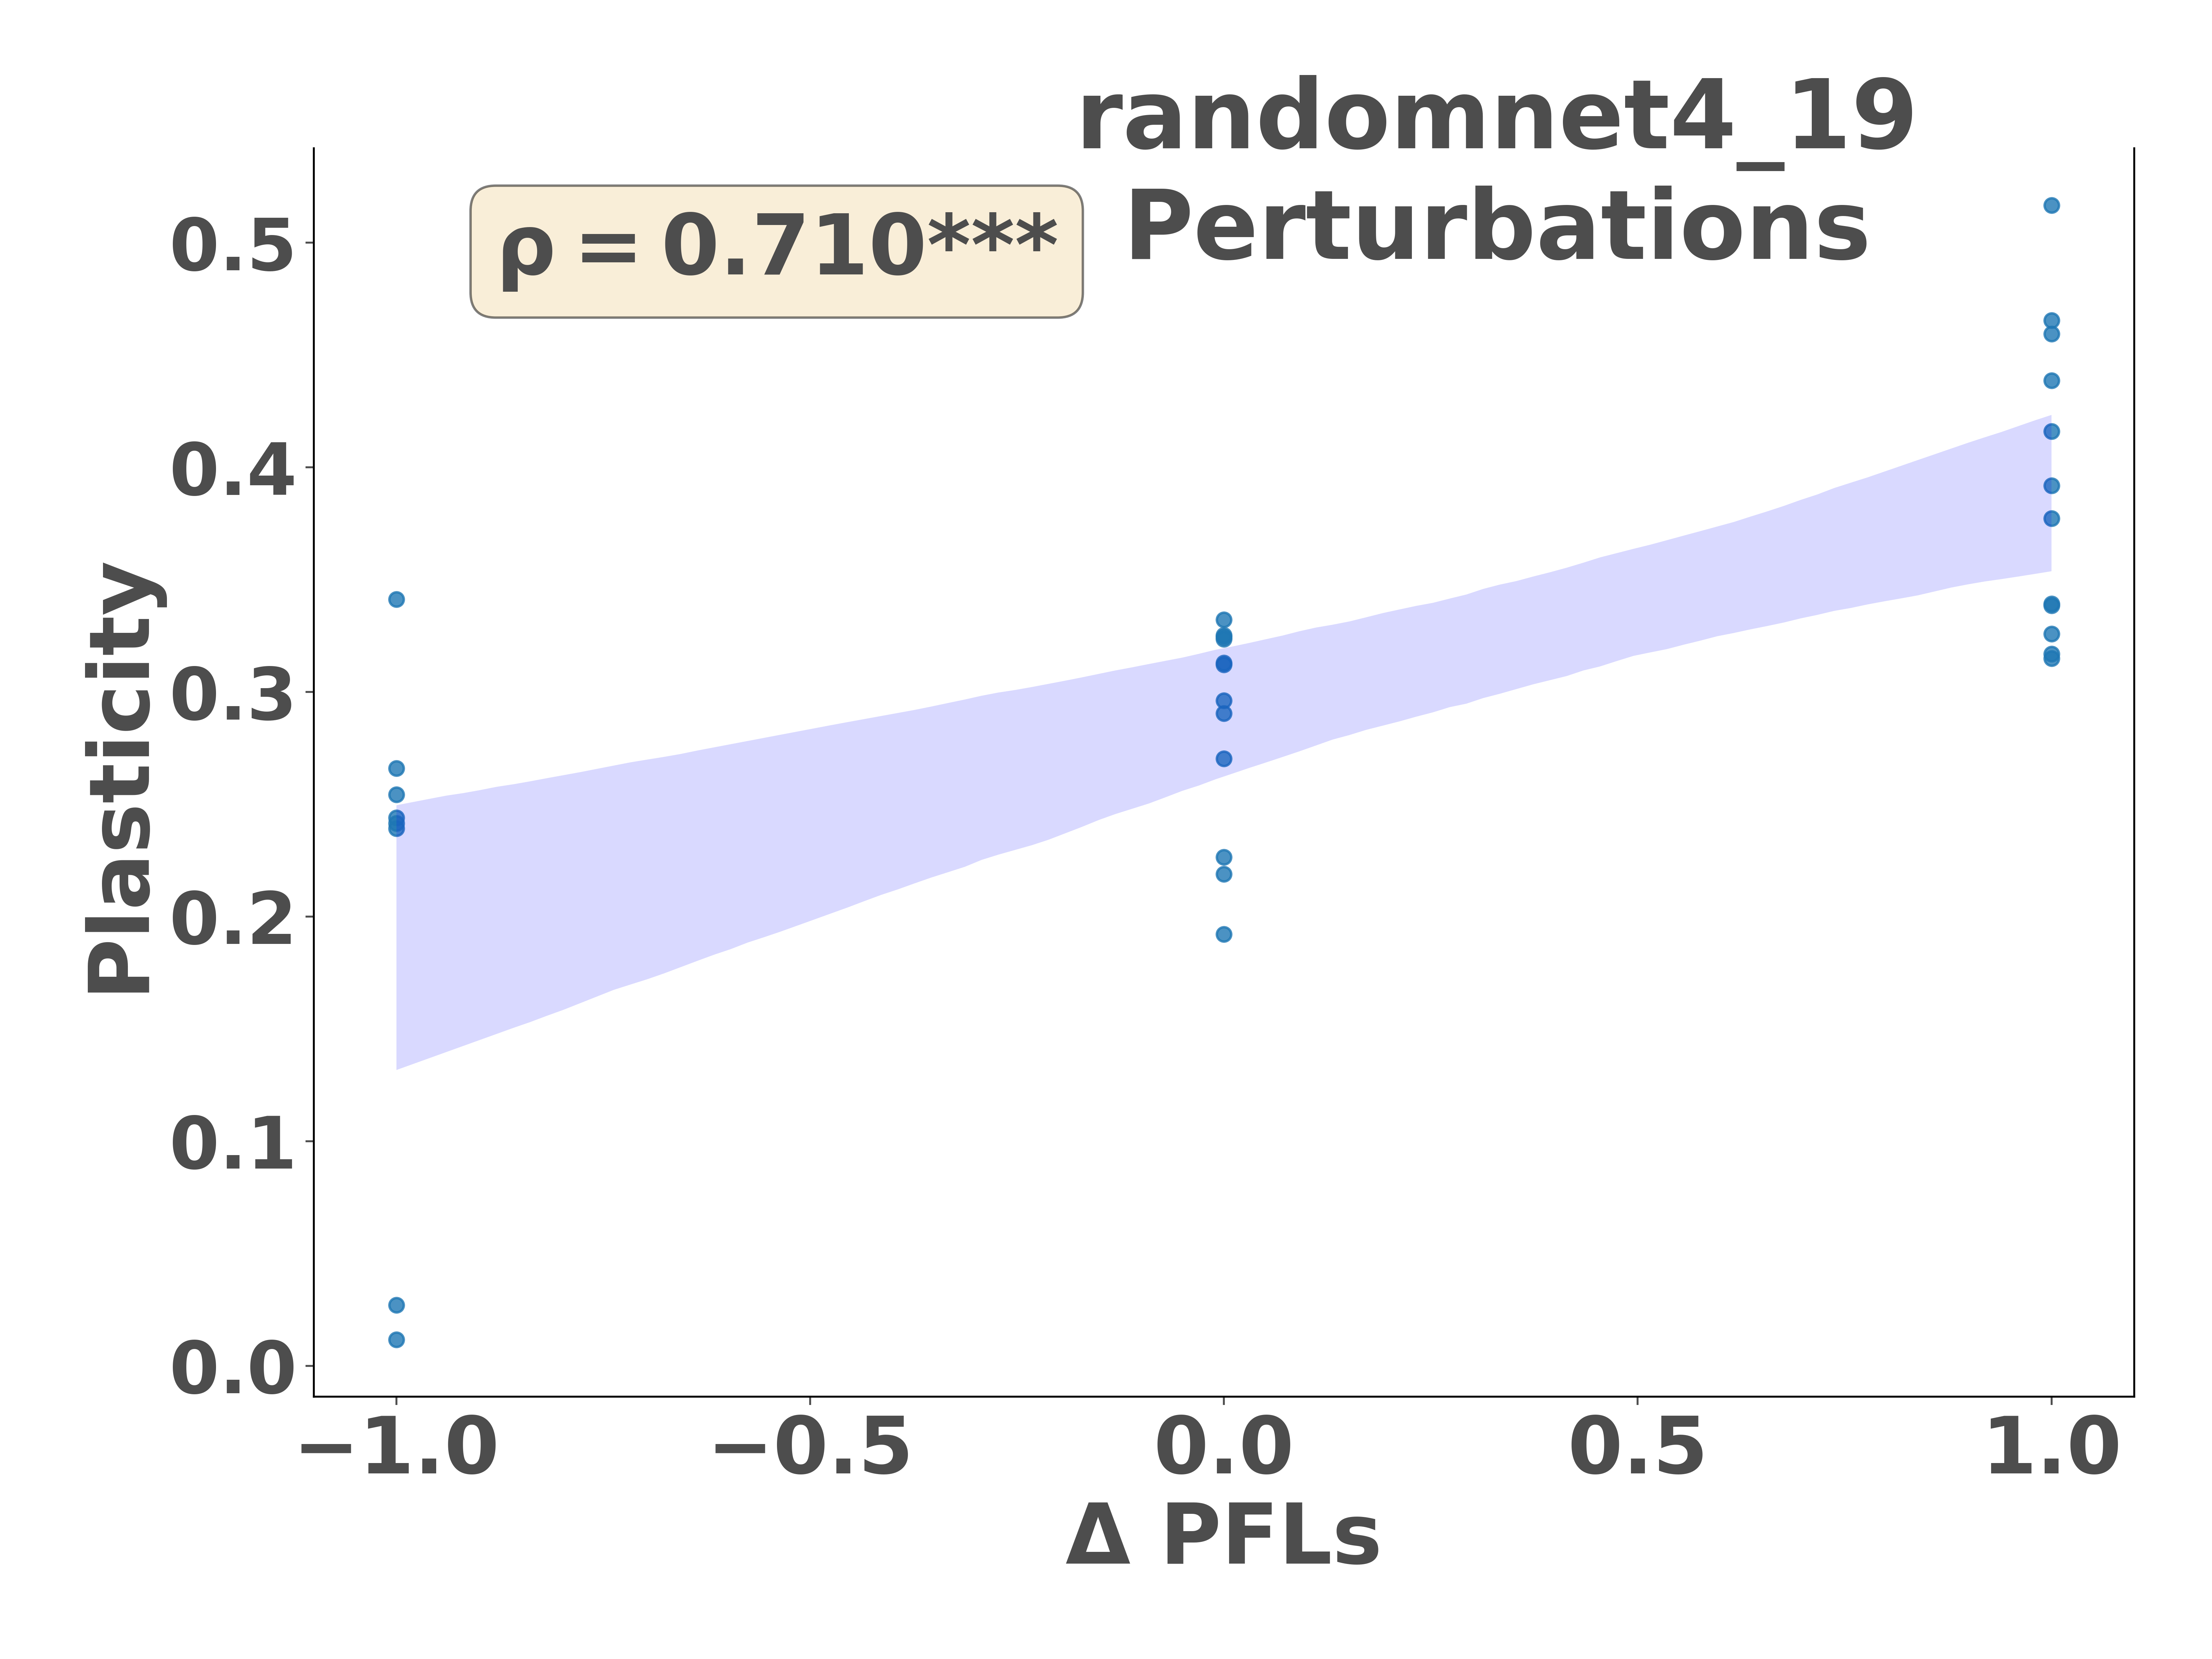 randomnet4_19
Perturbations
ρ = 0.710***
Plasticity
0.5
0.4
0.3
0.2
0.1
0.0
−1.0 −0.5 0.0 0.5 1.0
Δ PFLs